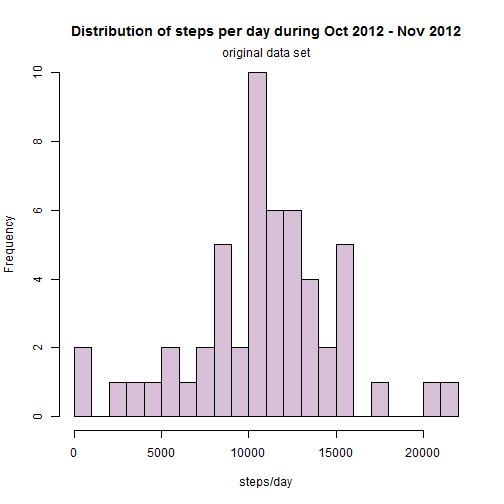 Distribution of steps per day during Oct 2012 - Nov 2012
original data set
10
8
6
4
2
0
Frequency
0 5000 10000 15000 20000
steps/day